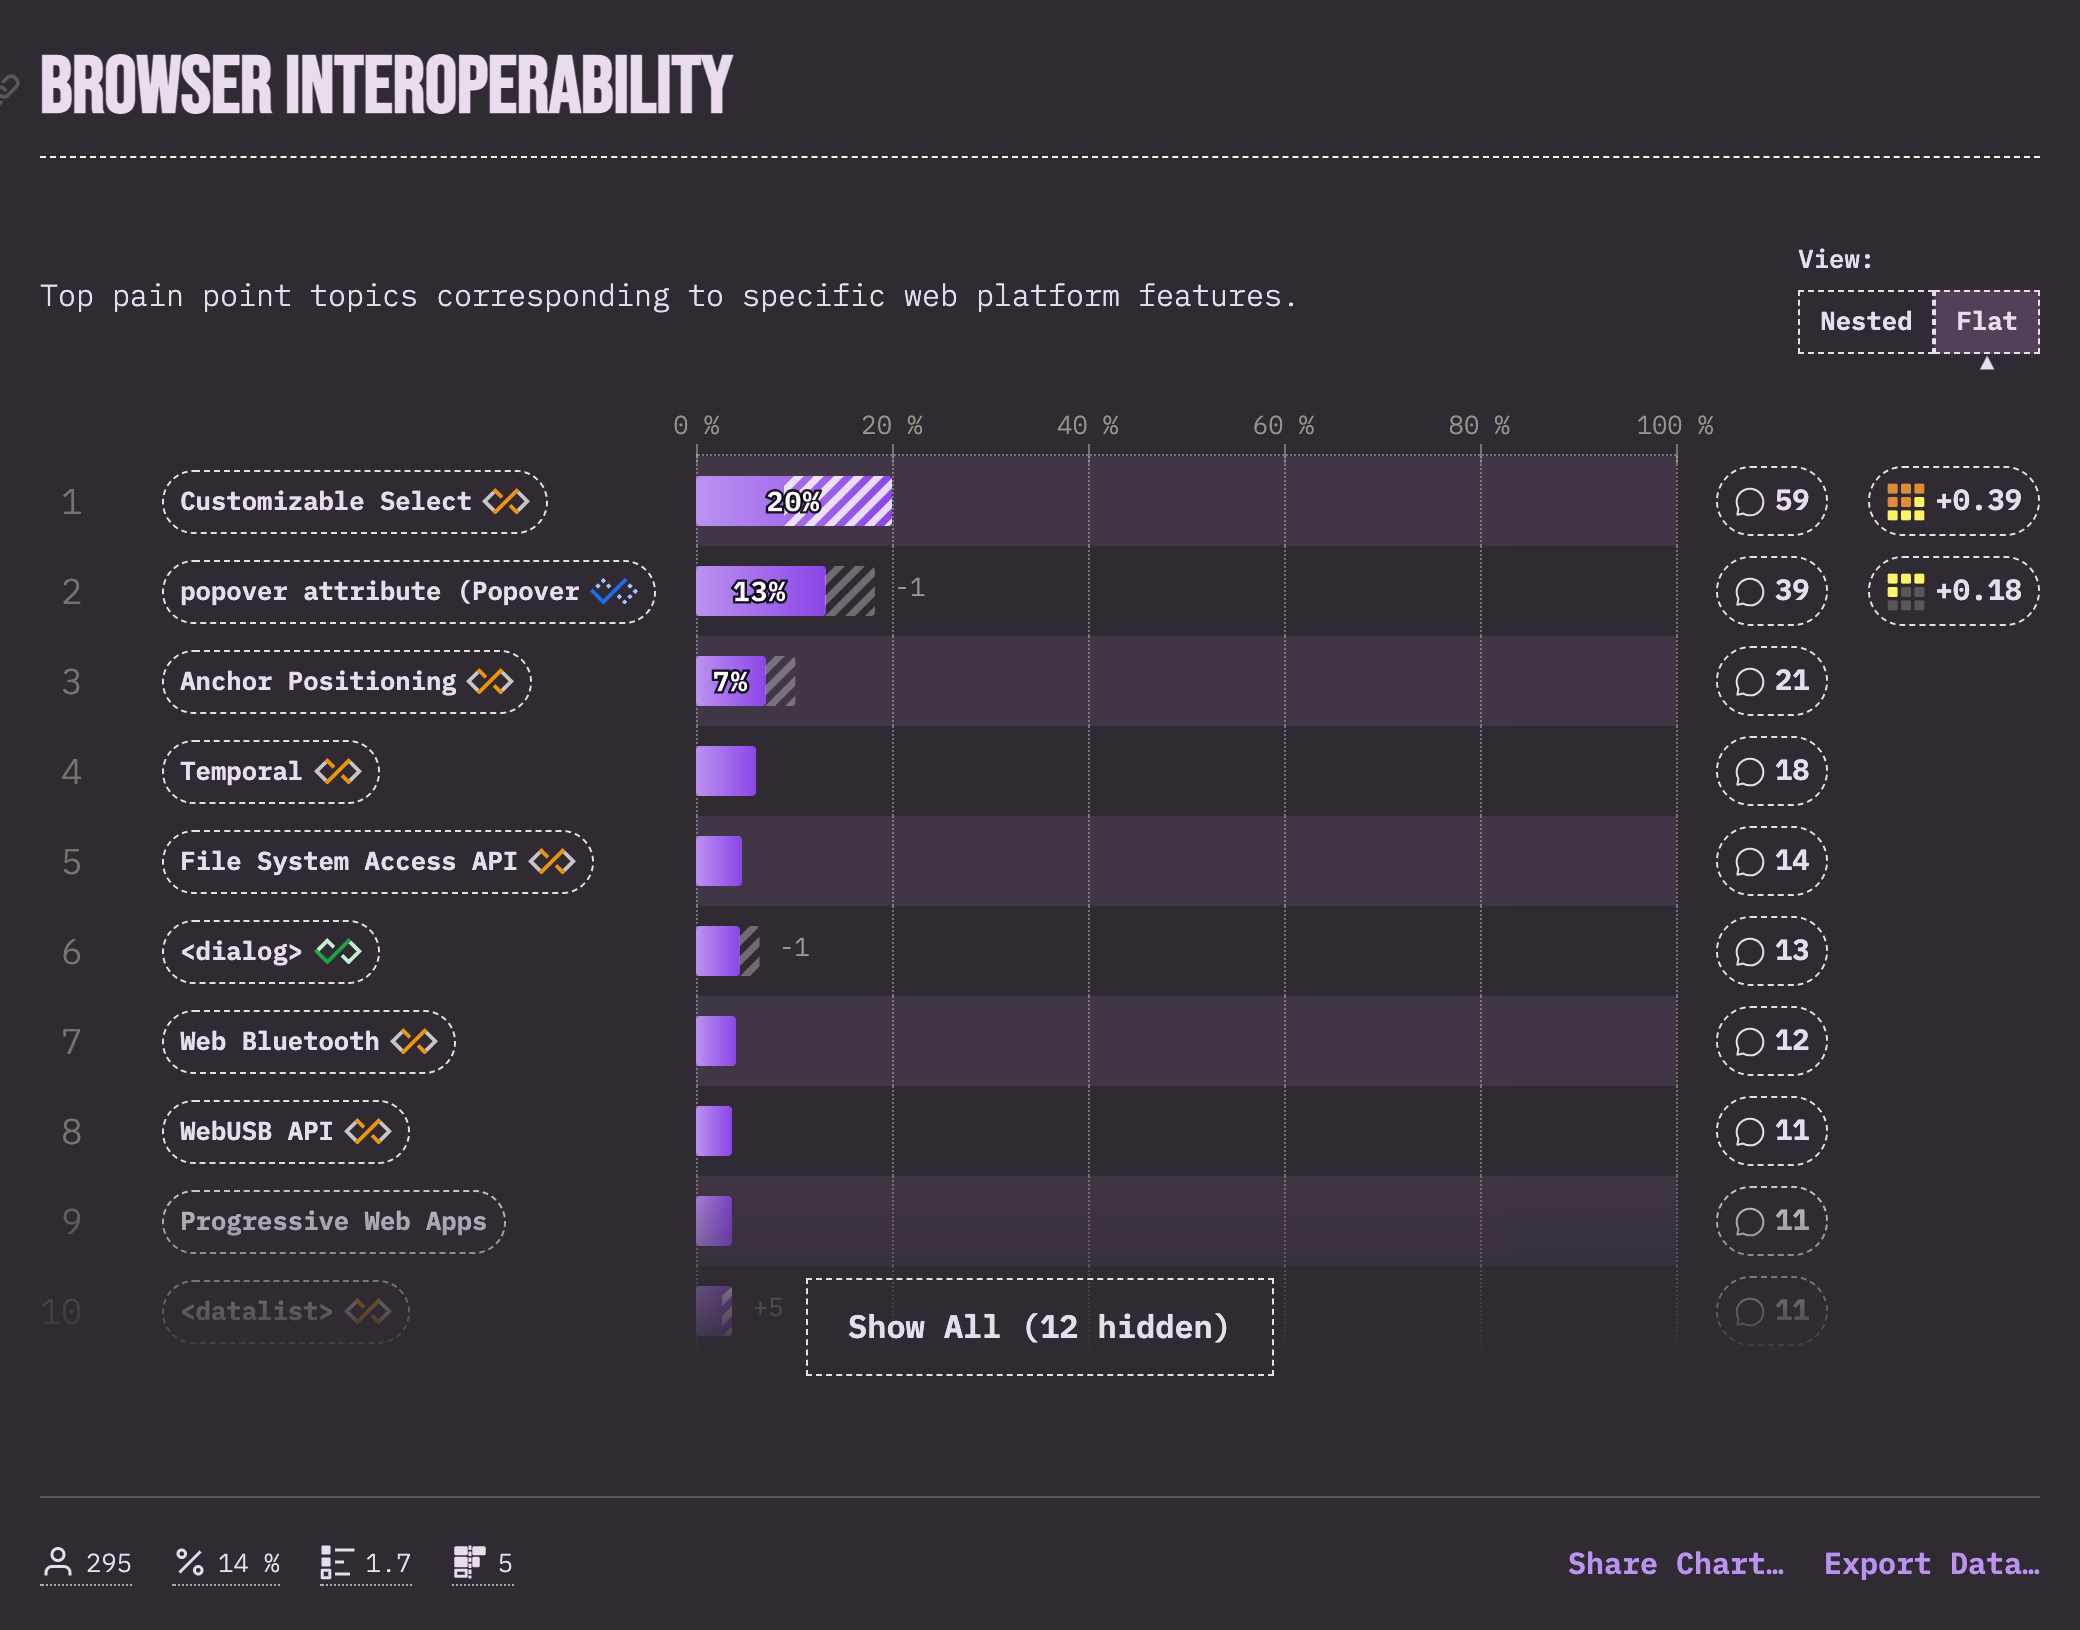 BROWSER INTEROPERABILITY
View:
Top pain point topics corresponding to specific web platform features.
Nested Flat
0 % 20 % 40 % 60 % 80 % 100 %
1 Customizable Select 20% 59 +0.39
2 popover attribute (Popover 13% -1 39 +0.18
3 Anchor Positioning 7% 21
4 Temporal 18
5 File System Access API 14
6 <dialog> -1 13
7 Web Bluetooth 12
8 WebUSB API 11
9 Progressive Web Apps 11
10 <datalist> +5 11
Show All (12 hidden)
295 14 % 1.7 5 Share Chart… Export Data…